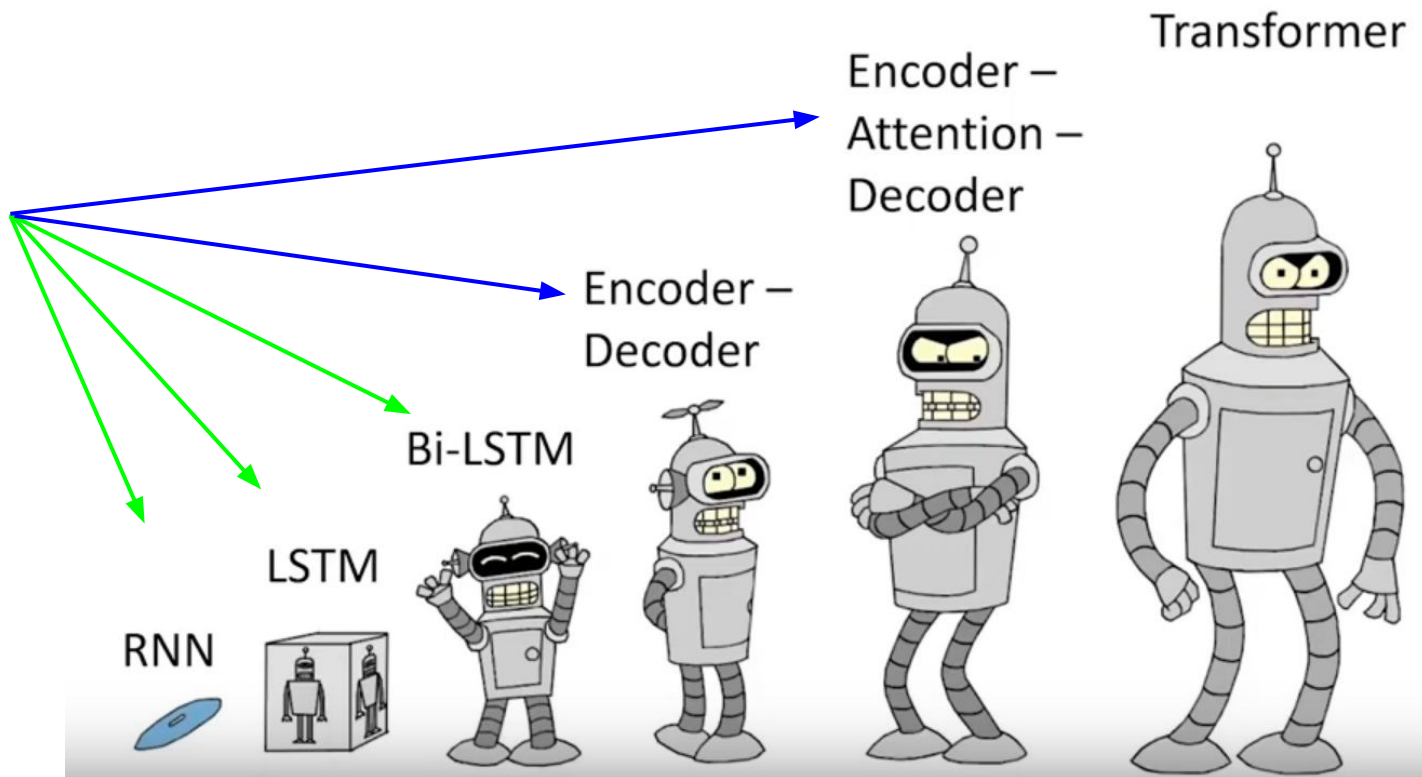 RNN
LSTM
Bi-LSTM
Encoder –
Decoder
Encoder –
Attention –
Decoder
Transformer